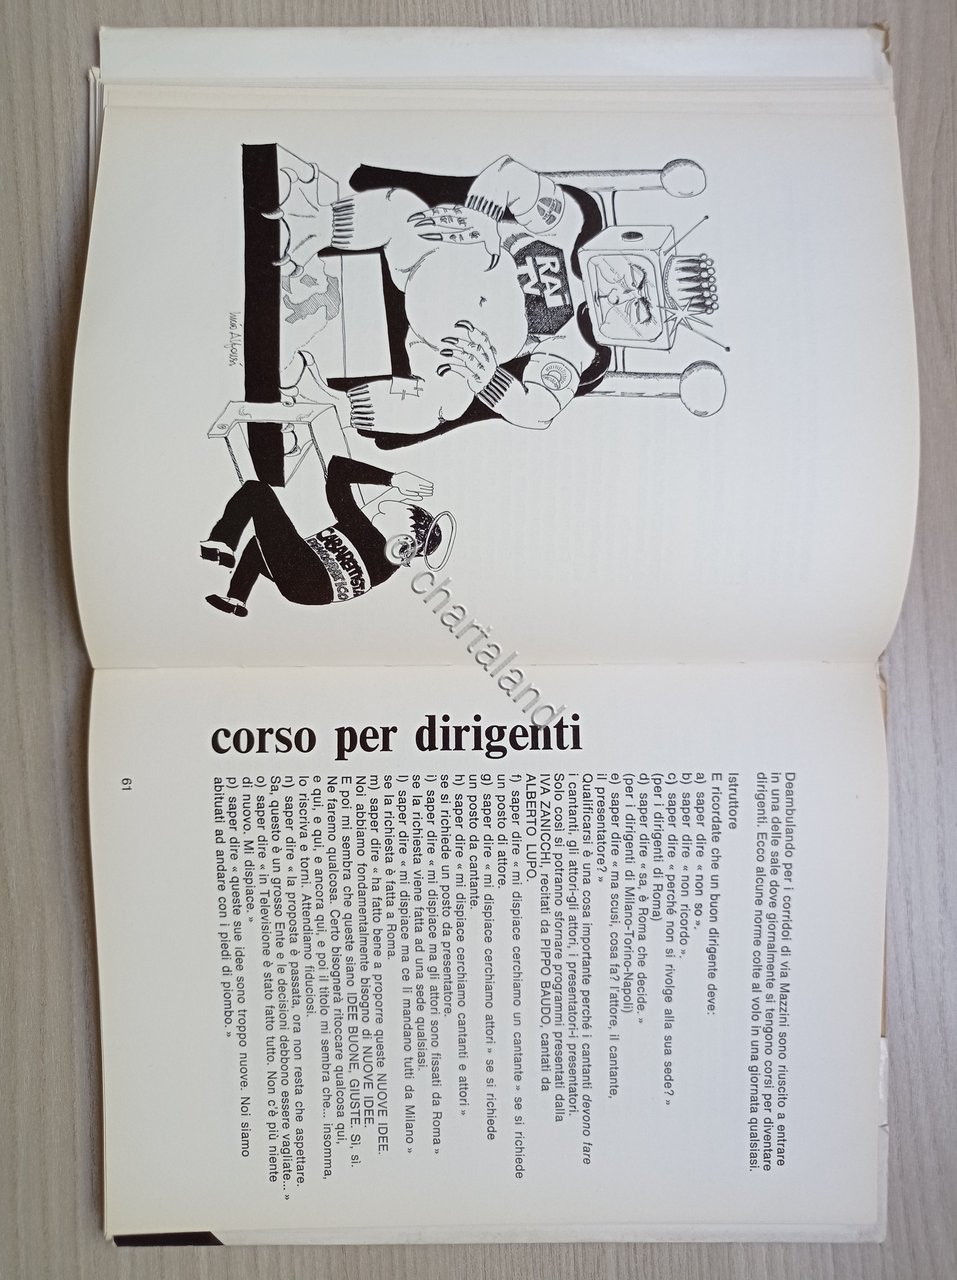 RAI
TV
CABARETTISTA
DEMOCRATICO
@ chartaland
corso per dirigenti
Deambulando per i corridoi di via Mazzini sono riuscito a entrare
in una delle sale dove giornalmente si tengono corsi per diventare
dirigenti. Ecco alcune norme colte al volo in una giornata qualsiasi.
Istruttore
E ricordate che un buon dirigente deve:
a) saper dire « non so ».
b) saper dire « non ricordo ».
c) saper dire « perché non si rivolge alla sua sede? »
(per i dirigenti di Roma)
d) saper dire « sa, è Roma che decide. »
(per i dirigenti di Milano-Torino-Napoli)
e) saper dire « ma scusi, cosa fa? l'attore, il cantante,
il presentatore? »
Qualificarsi è una cosa importante perché i cantanti devono fare
i cantanti, gli attori-gli attori, i presentatori-i presentatori.
Solo così si potranno sfornare programmi presentati dalla
IVA ZANICCHI, recitati da PIPPO BAUDO, cantati da
ALBERTO LUPO.
f) saper dire « mi dispiace cerchiamo un cantante » se si richiede
un posto di attore.
g) saper dire « mi dispiace cerchiamo attori » se si richiede
un posto da cantante.
h) saper dire « mi dispiace cerchiamo cantanti e attori »
se si richiede un posto da presentatore.
i) saper dire « mi dispiace ma gli attori sono fissati da Roma »
se la richiesta viene fatta ad una sede qualsiasi.
l) saper dire « mi dispiace ma ce li mandano tutti da Milano »
se la richiesta è fatta a Roma.
m) saper dire « ha fatto bene a proporre queste NUOVE IDEE.
Noi abbiamo fondamentalmente bisogno di NUOVE IDEE.
E poi mi sembra che queste siano IDEE BUONE, GIUSTE. Sì, sì.
Ne faremo qualcosa. Certo bisognerà ritoccare qualcosa qui,
e qui, e qui, e ancora qui, e poi il titolo mi sembra che... insomma,
lo riscriva e torni. Attendiamo fiduciosi.
n) saper dire « la proposta è passata, ora non resta che aspettare.
Sa, questo è un grosso Ente e le decisioni debbono essere vagliate... »
o) saper dire « in Televisione è stato fatto tutto. Non c'è più niente
di nuovo. Mi dispiace. »
p) saper dire « queste sue idee sono troppo nuove. Noi siamo
abituati ad andare con i piedi di piombo. »
61